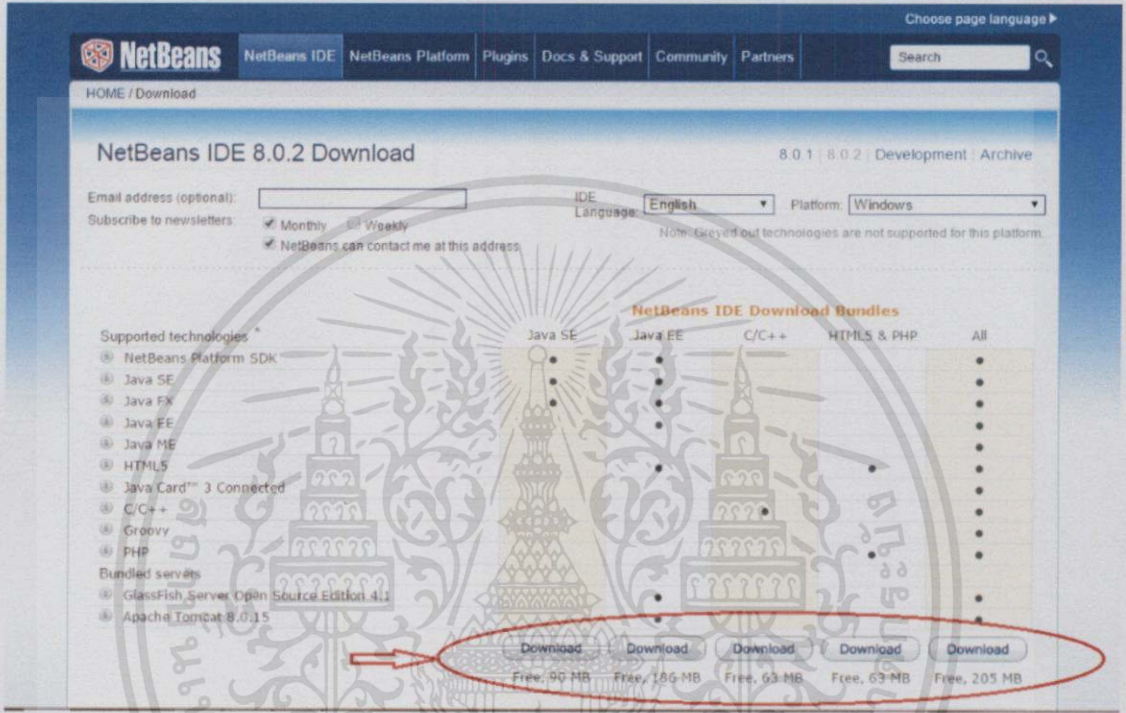 Choose page language
NetBeans NetBeans IDE NetBeans Platform Plugins Docs & Support Community Partners Search
HOME / Download
NetBeans IDE 8.0.2 Download 8.0.1 | 8.0.2 | Development | Archive
Email address (optional): IDE Language: English Platform: Windows
Subscribe to newsletters: Monthly Weekly Note: Greyed out technologies are not supported for this platform.
NetBeans can contact me at this address
NetBeans IDE Download Bundles
Supported technologies * Java SE Java EE C/C++ HTML5 & PHP All
NetBeans Platform SDK
Java SE
Java FX
Java EE
Java ME
HTML5
Java Card™ 3 Connected
C/C++
Groovy
PHP
Bundled servers
GlassFish Server Open Source Edition 4.1
Apache Tomcat 8.0.15
Download Download Download Download Download
Free, 90 MB Free, 186 MB Free, 63 MB Free, 63 MB Free, 205 MB